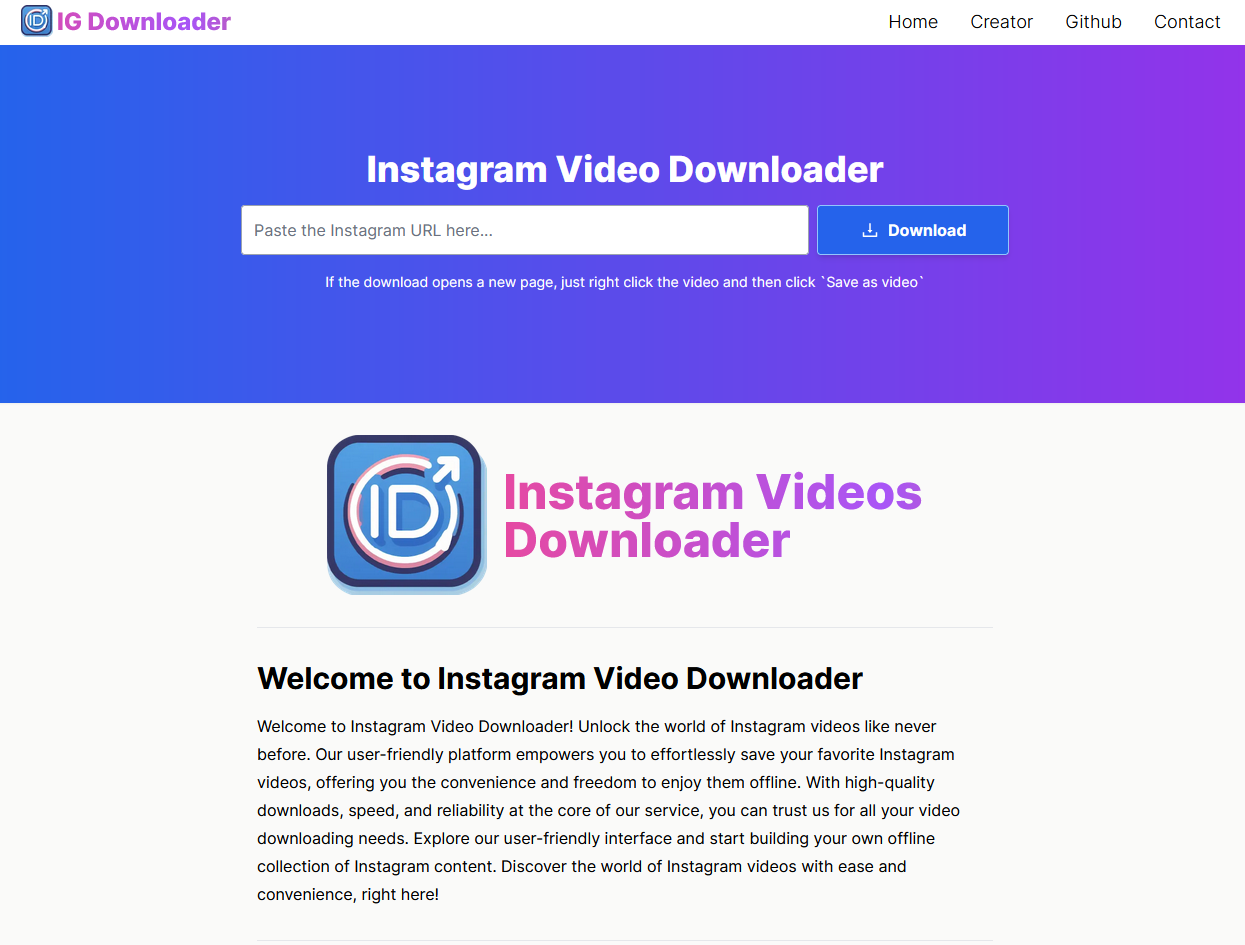 ID IG Downloader
Home Creator Github Contact
Instagram Video Downloader
Paste the Instagram URL here...
Download
If the download opens a new page, just right click the video and then click `Save as video`
ID
Instagram Videos
Downloader
Welcome to Instagram Video Downloader
Welcome to Instagram Video Downloader! Unlock the world of Instagram videos like never
before. Our user-friendly platform empowers you to effortlessly save your favorite Instagram
videos, offering you the convenience and freedom to enjoy them offline. With high-quality
downloads, speed, and reliability at the core of our service, you can trust us for all your video
downloading needs. Explore our user-friendly interface and start building your own offline
collection of Instagram content. Discover the world of Instagram videos with ease and
convenience, right here!